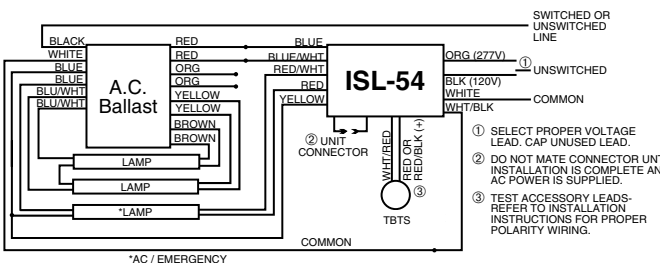 SWITCHED OR
UNSWITCHED
LINE
BLACK
WHITE
BLUE
BLUE
BLU/WHT
BLU/WHT
A.C.
Ballast
RED
RED
ORG
ORG
YELLOW
YELLOW
BROWN
BROWN
BLUE
BLUE/WHT
RED/WHT
RED
YELLOW
ISL-54
ORG (277V)
BLK (120V)
WHITE
WHT/BLK
①
UNSWITCHED
COMMON
② UNIT
CONNECTOR
WHT/RED
RED OR
RED/BLK (+)
③
TBTS
LAMP
LAMP
*LAMP
COMMON
*AC / EMERGENCY
① SELECT PROPER VOLTAGE
LEAD. CAP UNUSED LEAD.
② DO NOT MATE CONNECTOR UNT
INSTALLATION IS COMPLETE AN
AC POWER IS SUPPLIED.
③ TEST ACCESSORY LEADS-
REFER TO INSTALLATION
INSTRUCTIONS FOR PROPER
POLARITY WIRING.